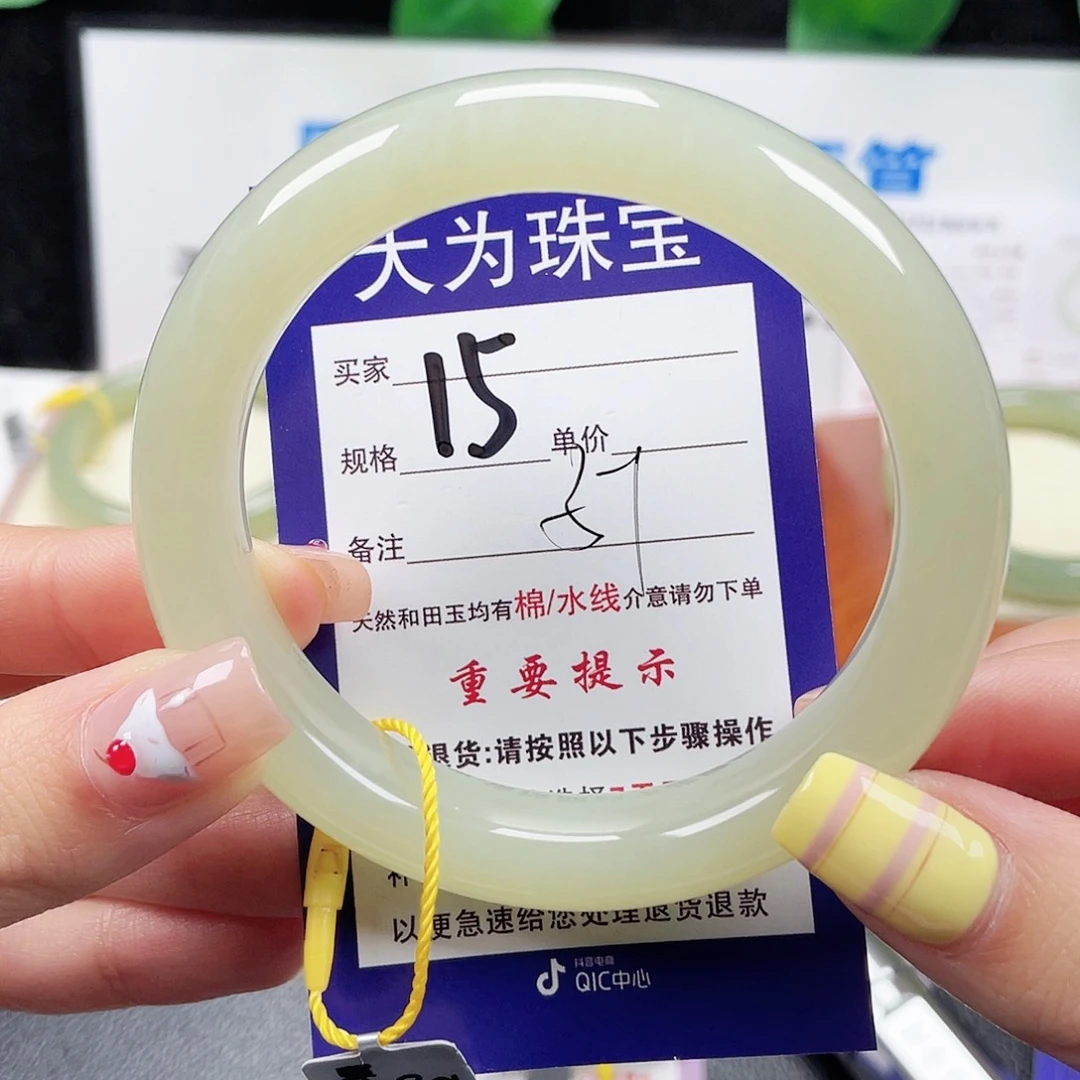 管
大为珠宝
买家
15
规格 单价
57
备注
天然和田玉均有棉/水线介意请勿下单
重要提示
退货:请按照以下步骤操作
以便急速给您处理退货退款
抖音电商
QIC中心